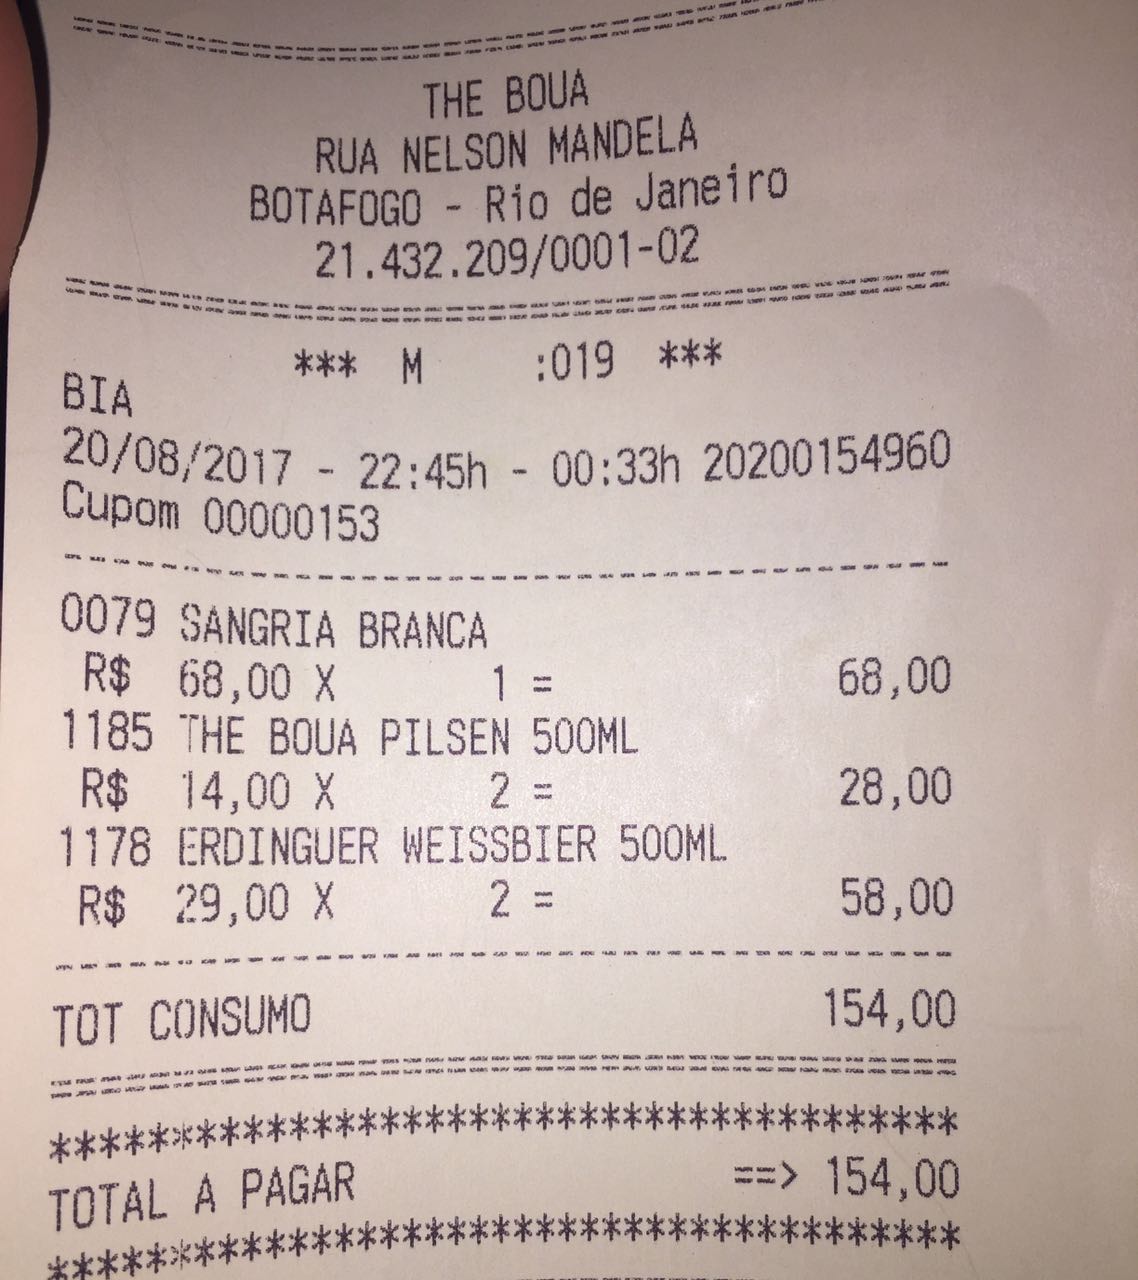 THE BOUA
RUA NELSON MANDELA
BOTAFOGO - Rio de Janeiro
21.432.209/0001-02
*** M :019 ***
BIA
20/08/2017 - 22:45h - 00:33h 20200154960
Cupom 00000153
0079 SANGRIA BRANCA
R$ 68,00 X 1 = 68,00
1185 THE BOUA PILSEN 500ML
R$ 14,00 X 2 = 28,00
1178 ERDINGUER WEISSBIER 500ML
R$ 29,00 X 2 = 58,00
TOT CONSUMO 154,00
**************************************
TOTAL A PAGAR ==> 154,00
**************************************